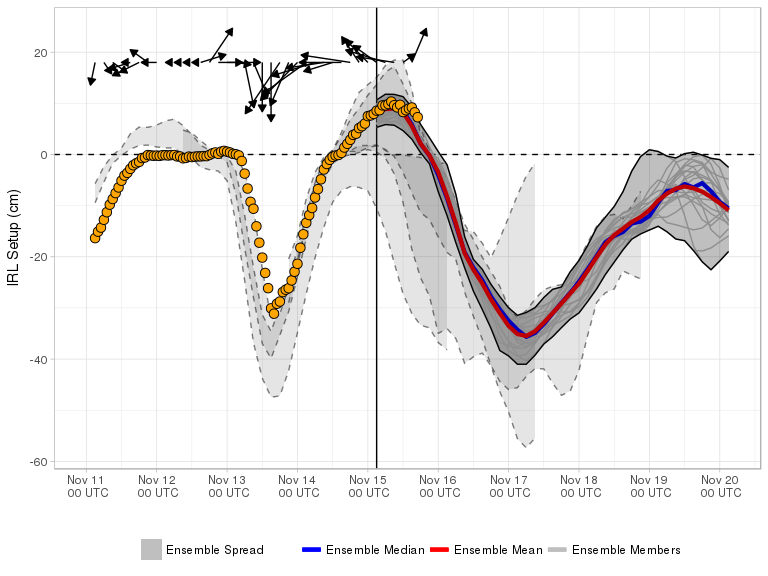 IRL Setup (cm)
20
0
-20
-40
-60
Nov 11 Nov 12 Nov 13 Nov 14 Nov 15 Nov 16 Nov 17 Nov 18 Nov 19 Nov 20
00 UTC 00 UTC 00 UTC 00 UTC 00 UTC 00 UTC 00 UTC 00 UTC 00 UTC 00 UTC
Ensemble Spread Ensemble Median Ensemble Mean Ensemble Members